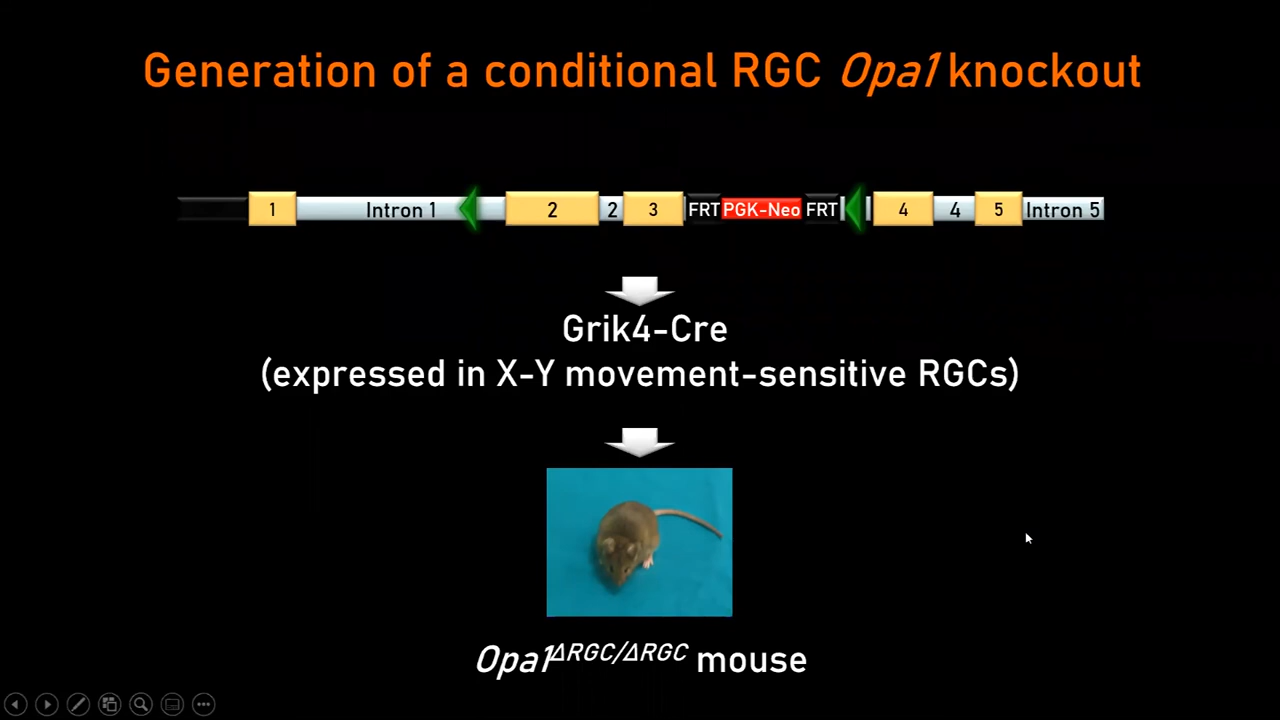 Generation of a conditional RGC Opa1 knockout
1 Intron 1 2 2 3 FRT PGK-Neo FRT 4 4 5 Intron 5
Grik4-Cre
(expressed in X-Y movement-sensitive RGCs)
Opa1ΔRGC/ΔRGC mouse